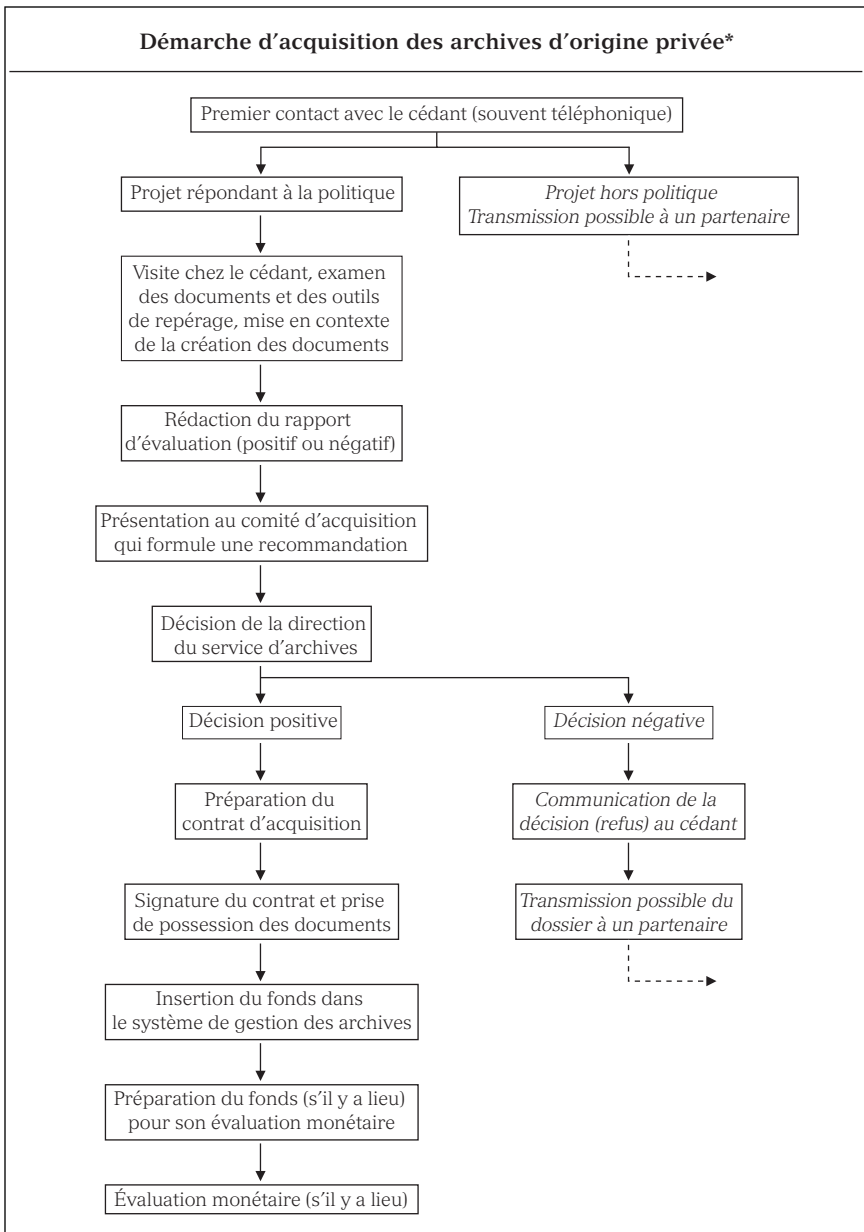 Démarche d'acquisition des archives d'origine privée*
Premier contact avec le cédant (souvent téléphonique)
Projet répondant à la politique
Projet hors politique
Transmission possible à un partenaire
Visite chez le cédant, examen
des documents et des outils
de repérage, mise en contexte
de la création des documents
Rédaction du rapport
d'évaluation (positif ou négatif)
Présentation au comité d'acquisition
qui formule une recommandation
Décision de la direction
du service d'archives
Décision positive
Décision négative
Préparation du
contrat d'acquisition
Communication de la
décision (refus) au cédant
Signature du contrat et prise
de possession des documents
Transmission possible du
dossier à un partenaire
Insertion du fonds dans
le système de gestion des archives
Préparation du fonds (s'il y a lieu)
pour son évaluation monétaire
Évaluation monétaire (s'il y a lieu)